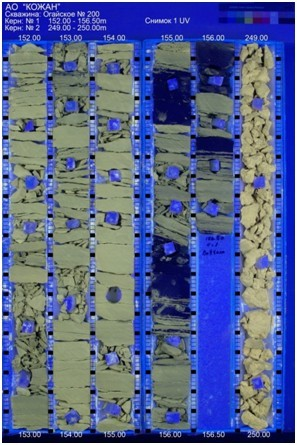 АО "КОЖАН"
Скважина: Огайское № 200
Керн: № 1 152.00 - 156.50m
Керн: № 2 249.00 - 250.00m
Снимок 1 UV
152.00 153.00 154.00 155.00 156.00 249.00
153.00 154.00 155.00 156.00 156.50 250.00